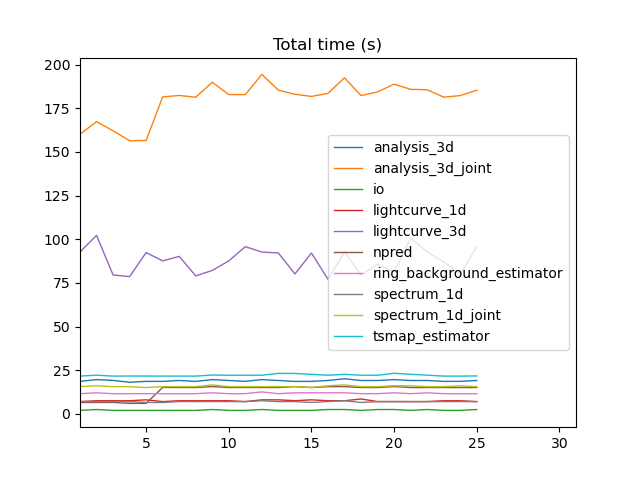 Total time (s)
200
175
150
125
100
75
50
25
0
analysis_3d
analysis_3d_joint
io
lightcurve_1d
lightcurve_3d
npred
ring_background_estimator
spectrum_1d
spectrum_1d_joint
tsmap_estimator
5 10 15 20 25 30